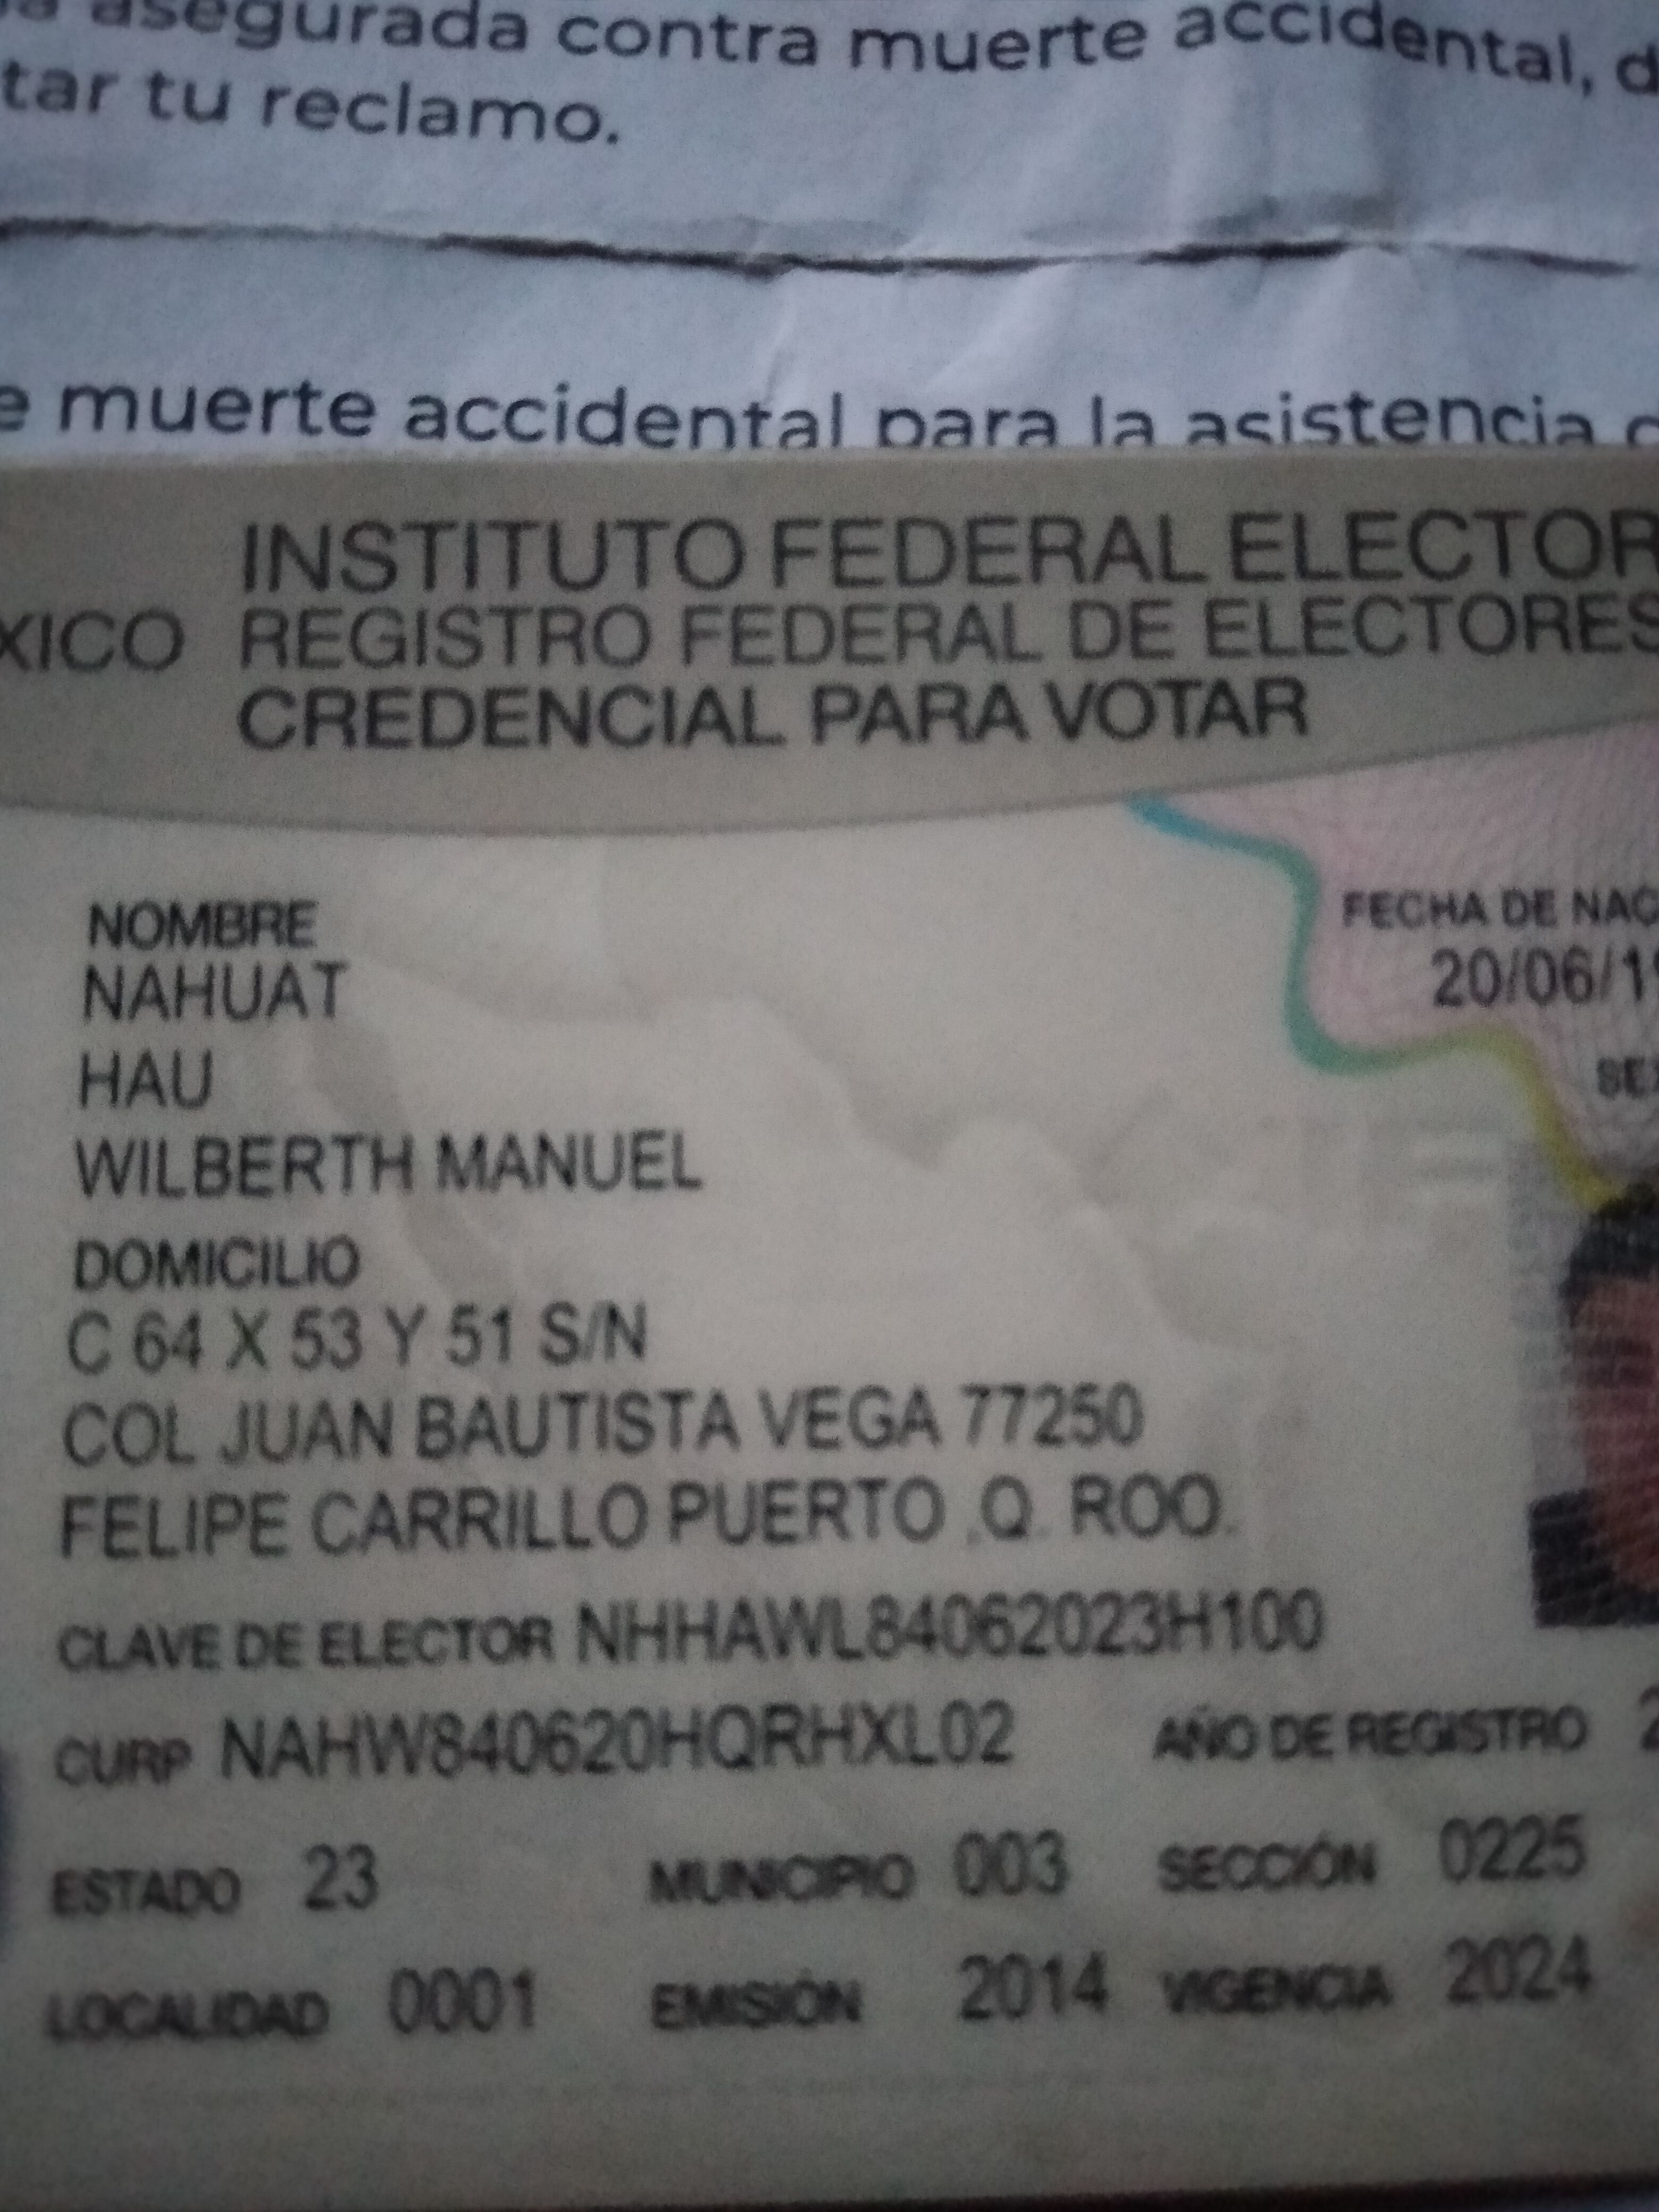 asegurada contra muerte accidental, d
tar tu reclamo.
e muerte accidental para la asistencia
INSTITUTO FEDERAL ELECTOR
XICO REGISTRO FEDERAL DE ELECTORES
CREDENCIAL PARA VOTAR
NOMBRE
NAHUAT
HAU
WILBERTH MANUEL
FECHA DE NAC
20/06/19
SEX
DOMICILIO
C 64 X 53 Y 51 S/N
COL JUAN BAUTISTA VEGA 77250
FELIPE CARRILLO PUERTO ,Q. ROO.
CLAVE DE ELECTOR NHHAWL84062023H100
CURP NAHW840620HQRHXL02 AÑO DE REGISTRO 2
ESTADO 23 MUNICIPIO 003 SECCIÓN 0225
LOCALIDAD 0001 EMISIÓN 2014 VIGENCIA 2024